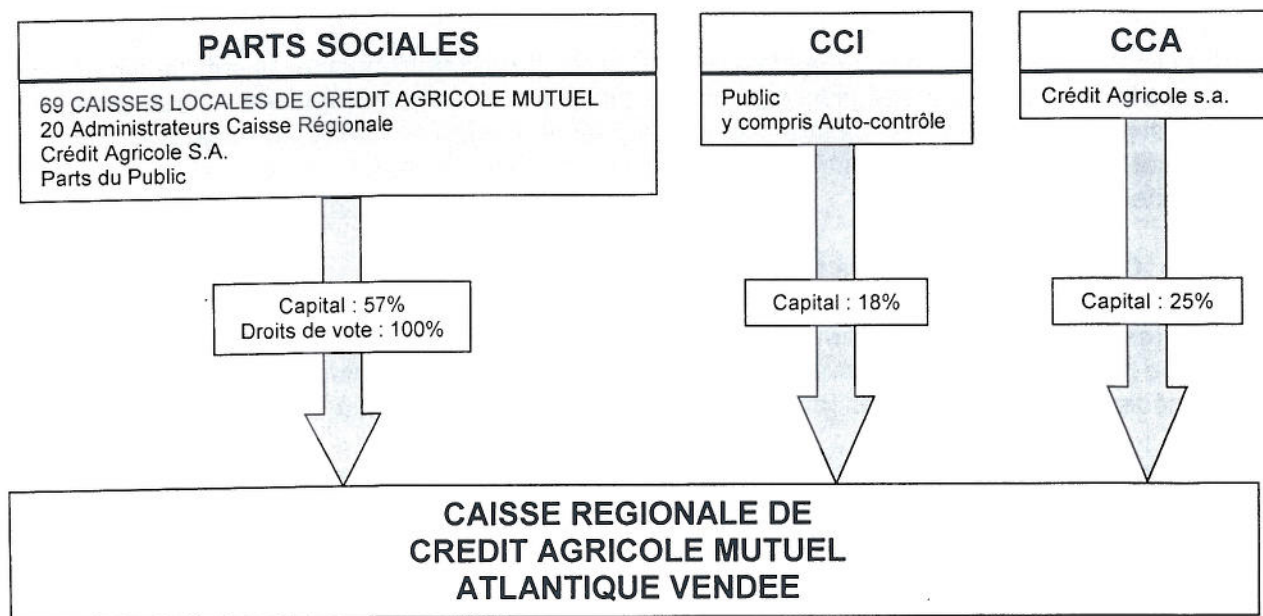 PARTS SOCIALES
69 CAISSES LOCALES DE CREDIT AGRICOLE MUTUEL
20 Administrateurs Caisse Régionale
Crédit Agricole S.A.
Parts du Public
CCI
Public
y compris Auto-contrôle
CCA
Crédit Agricole s.a.
Capital : 57%
Droits de vote : 100%
Capital : 18%
Capital : 25%
CAISSE REGIONALE DE
CREDIT AGRICOLE MUTUEL
ATLANTIQUE VENDEE